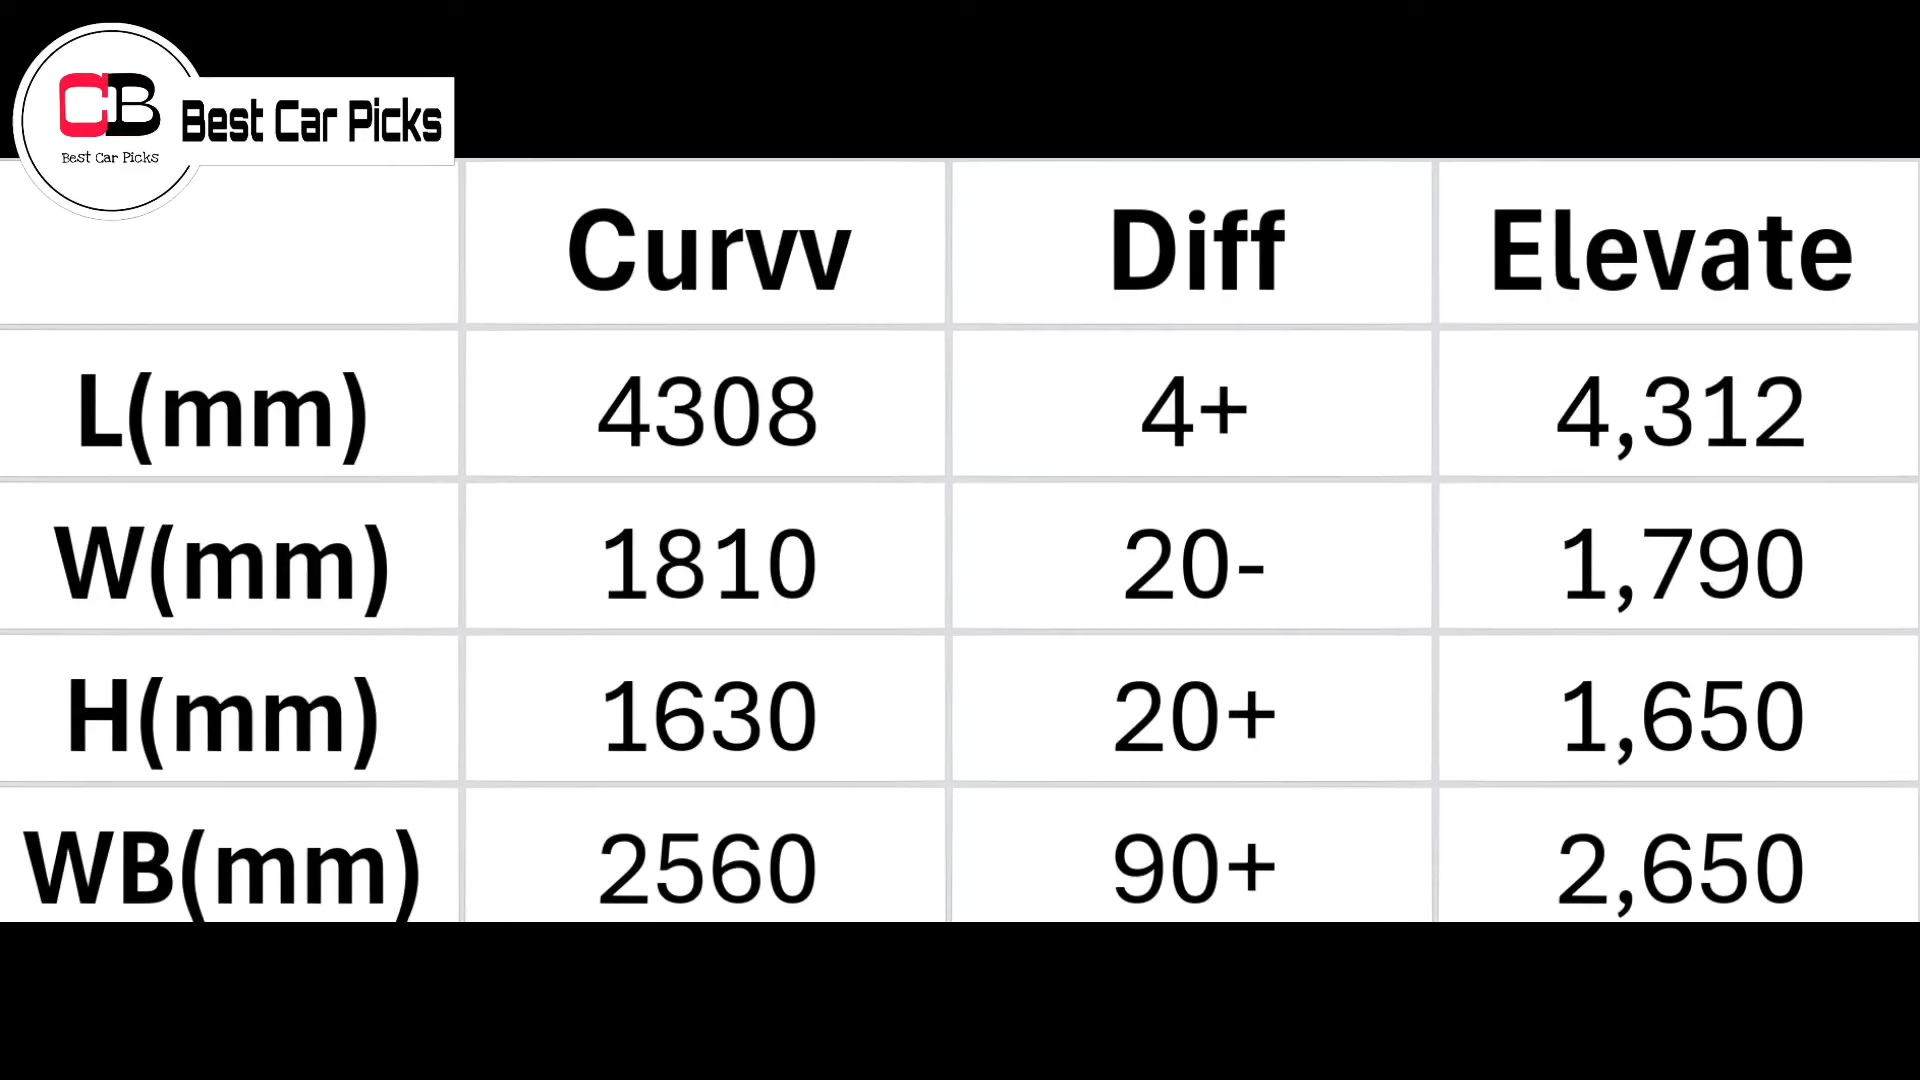 CB
Best Car Picks
Best Car Picks
Curvv Diff Elevate
L(mm) 4308 4+ 4,312
W(mm) 1810 20- 1,790
H(mm) 1630 20+ 1,650
WB(mm) 2560 90+ 2,650